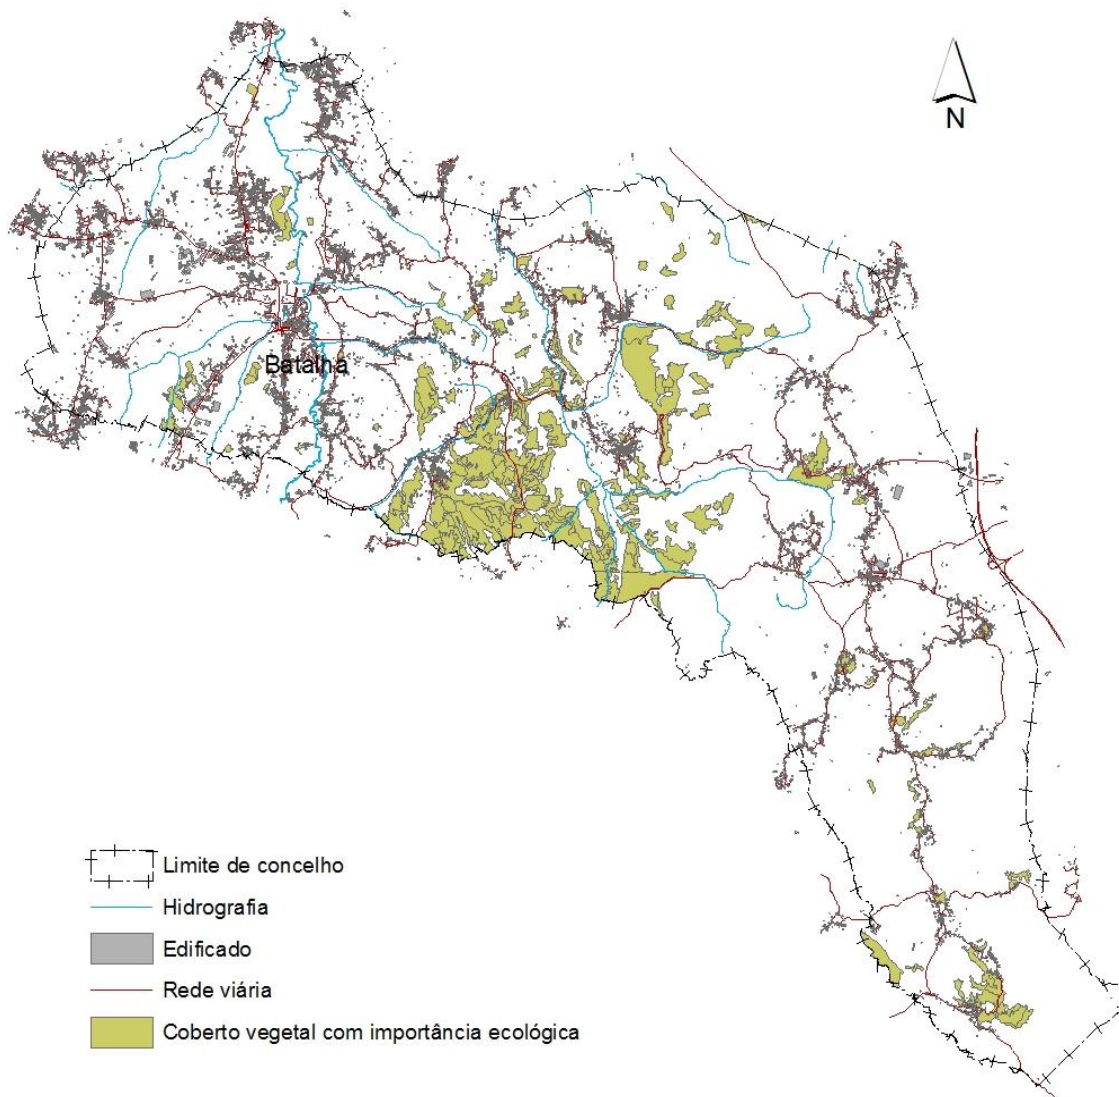 N
Batalha
Limite de concelho
Hidrografia
Edificado
Rede viária
Coberto vegetal com importância ecológica